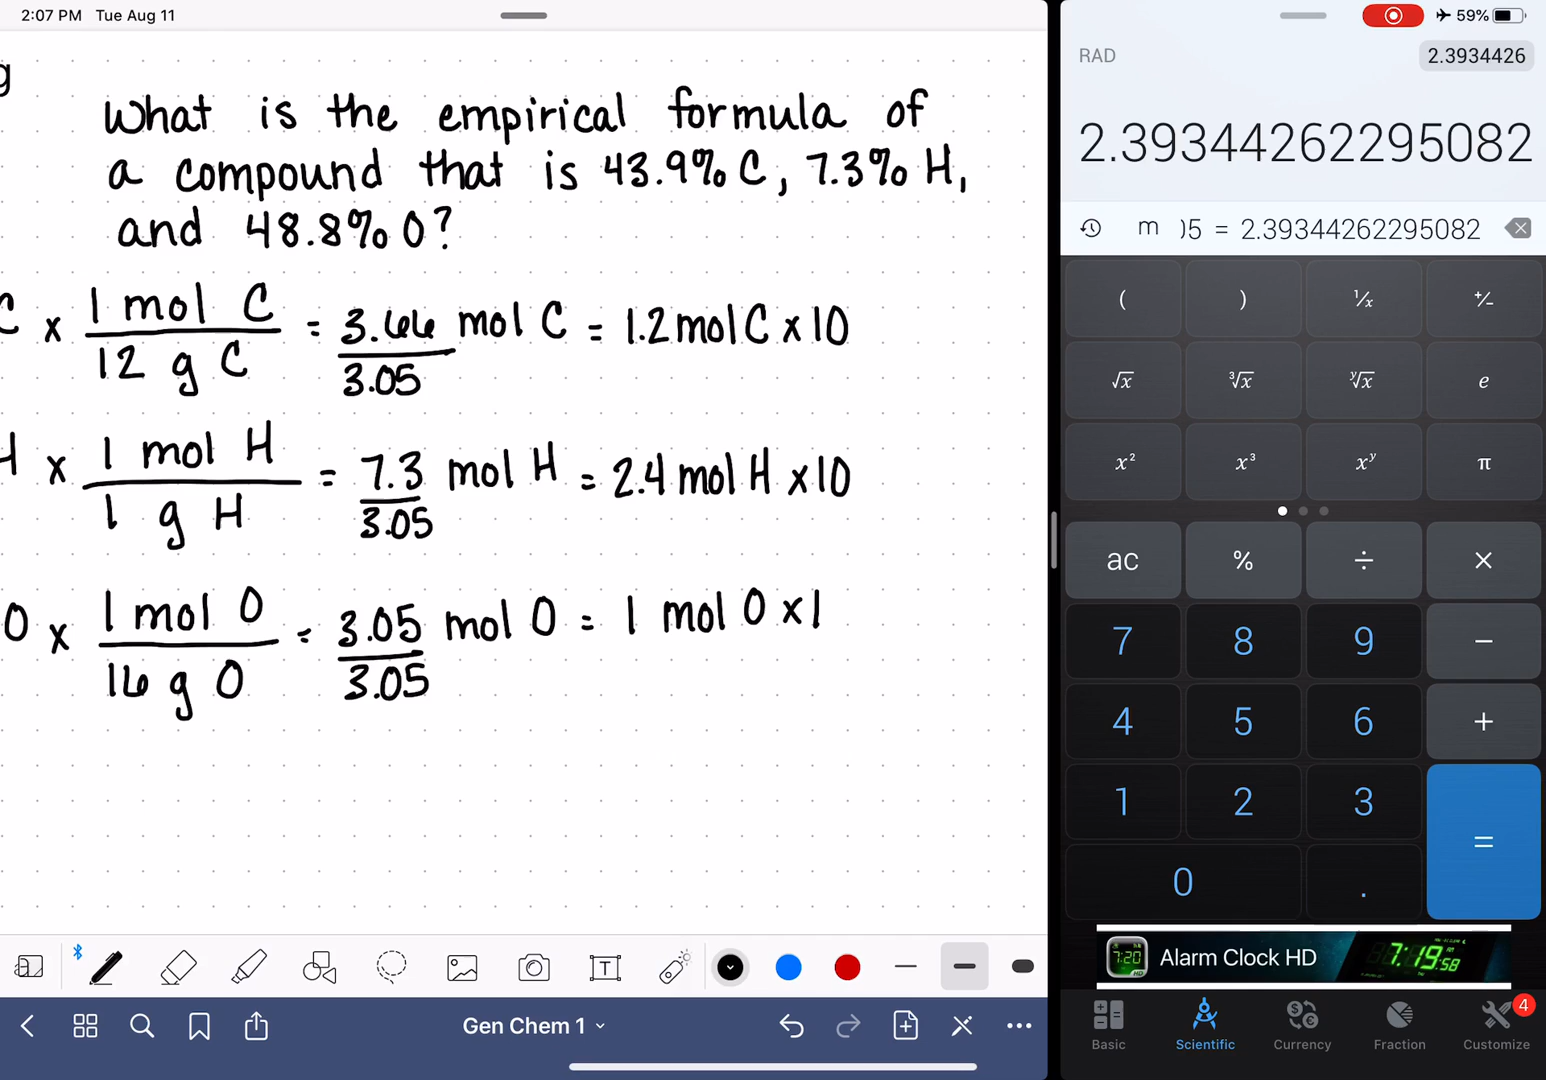 2:07 PM Tue Aug 11
59%
g
What is the empirical formula of
a compound that is 43.9% C, 7.3% H,
and 48.8% O?
C x 1 mol C / 12 g C = 3.66 / 3.05 mol C = 1.2 mol C x 10
H x 1 mol H / 1 g H = 7.3 / 3.05 mol H = 2.4 mol H x 10
O x 1 mol O / 16 g O = 3.05 / 3.05 mol O = 1 mol O x 1
T
Gen Chem 1
RAD 2.3934426
2.39344262295082
m )5 = 2.39344262295082
( ) ¹/x +/-
√x ³√x ʸ√x e
x² x³ xʸ π
ac % ÷ ×
7 8 9 −
4 5 6 +
1 2 3 =
0 .
7:20 HD Alarm Clock HD 7:19:58
4
Basic Scientific Currency Fraction Customize